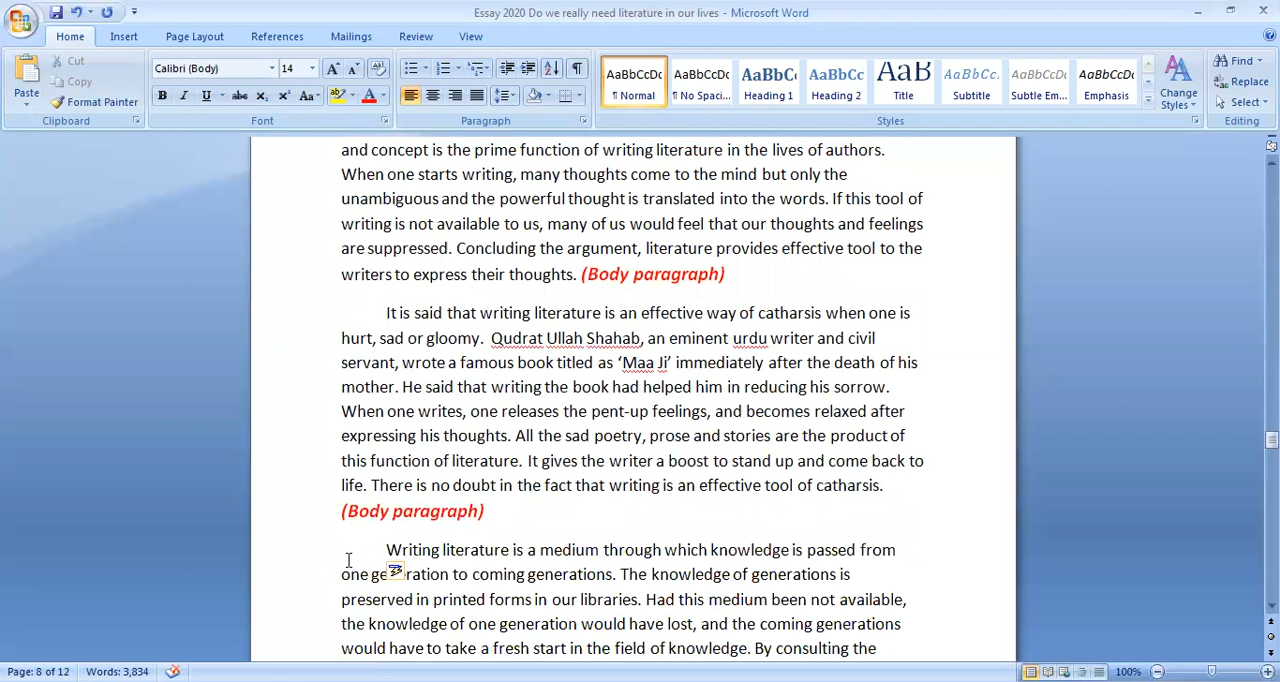 Essay 2020 Do we really need literature in our lives - Microsoft Word
Home Insert Page Layout References Mailings Review View
Paste
Cut
Copy
Format Painter
Clipboard
Calibri (Body) 14
Font
Paragraph
AaBbCcDc AaBbCcDc AaBbC AaBbCc AaB AaBbCc. AaBbCcDc AaBbCcDc
¶ Normal ¶ No Spaci... Heading 1 Heading 2 Title Subtitle Subtle Em... Emphasis
Styles
Change Styles
Find
Replace
Select
Editing
and concept is the prime function of writing literature in the lives of authors.
When one starts writing, many thoughts come to the mind but only the
unambiguous and the powerful thought is translated into the words. If this tool of
writing is not available to us, many of us would feel that our thoughts and feelings
are suppressed. Concluding the argument, literature provides effective tool to the
writers to express their thoughts. (Body paragraph)
It is said that writing literature is an effective way of catharsis when one is
hurt, sad or gloomy. Qudrat Ullah Shahab, an eminent urdu writer and civil
servant, wrote a famous book titled as ‘Maa Ji’ immediately after the death of his
mother. He said that writing the book had helped him in reducing his sorrow.
When one writes, one releases the pent-up feelings, and becomes relaxed after
expressing his thoughts. All the sad poetry, prose and stories are the product of
this function of literature. It gives the writer a boost to stand up and come back to
life. There is no doubt in the fact that writing is an effective tool of catharsis.
(Body paragraph)
Writing literature is a medium through which knowledge is passed from
one generation to coming generations. The knowledge of generations is
preserved in printed forms in our libraries. Had this medium been not available,
the knowledge of one generation would have lost, and the coming generations
would have to take a fresh start in the field of knowledge. By consulting the
Page: 8 of 12 Words: 3,834 100%